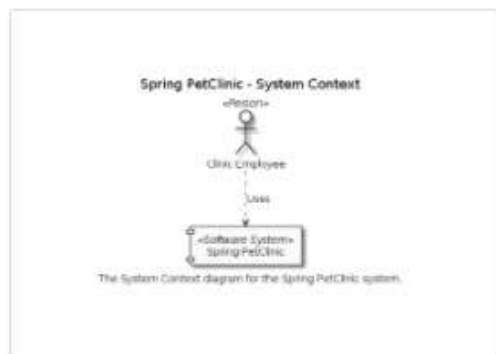 Spring PetClinic - System Context
«Person»
Clinic Employee
Uses
«Software System»
Spring PetClinic
The System Context diagram for the Spring PetClinic system.